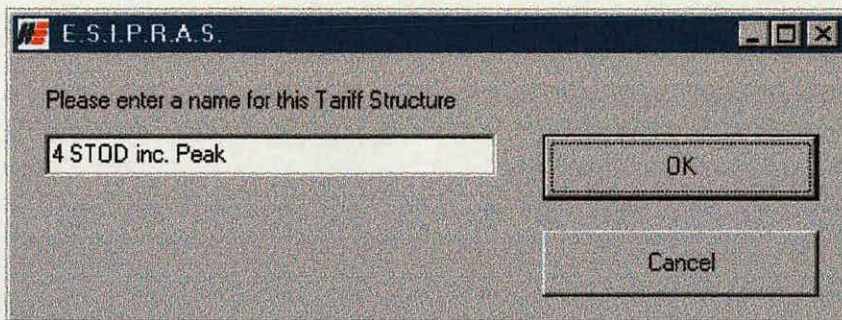 E.S.I.P.R.A.S.
Please enter a name for this Tariff Structure
4 STOD inc. Peak
OK
Cancel